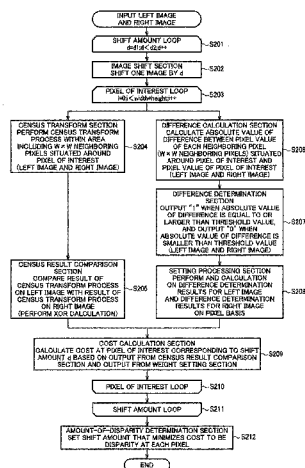 INPUT LEFT IMAGE
AND RIGHT IMAGE
SHIFT AMOUNT LOOP
S201
IMAGE SHIFT SECTION
SHIFT ONE IMAGE BY d
S202
PIXEL OF INTEREST LOOP
S203
CENSUS TRANSFORM SECTION
PERFORM CENSUS TRANSFORM
PROCESS WITHIN AREA
INCLUDING W × W NEIGHBORING
PIXELS SITUATED AROUND
PIXEL OF INTEREST
(LEFT IMAGE AND RIGHT IMAGE)
S204
DIFFERENCE CALCULATION SECTION
CALCULATE ABSOLUTE VALUE OF
DIFFERENCE BETWEEN PIXEL VALUE
OF EACH NEIGHBORING PIXEL
(W × W NEIGHBORING PIXELS) SITUATED
AROUND PIXEL OF INTEREST AND
PIXEL VALUE OF PIXEL OF INTEREST
(LEFT IMAGE AND RIGHT IMAGE)
S206
DIFFERENCE DETERMINATION
SECTION
OUTPUT "1" WHEN ABSOLUTE VALUE
OF DIFFERENCE IS EQUAL TO OR
LARGER THAN THRESHOLD VALUE,
AND OUTPUT "0" WHEN
ABSOLUTE VALUE OF DIFFERENCE IS
SMALLER THAN THRESHOLD VALUE
(LEFT IMAGE AND RIGHT IMAGE)
S207
CENSUS RESULT COMPARISON
SECTION
COMPARE RESULT OF
CENSUS TRANSFORM PROCESS
ON LEFT IMAGE WITH RESULT OF
CENSUS TRANSFORM PROCESS
ON RIGHT IMAGE
(PERFORM XOR CALCULATION)
S205
SETTING PROCESSING SECTION
PERFORM AND CALCULATION
ON DIFFERENCE DETERMINATION
RESULTS FOR LEFT IMAGE
AND DIFFERENCE DETERMINATION
RESULTS FOR RIGHT IMAGE
ON PIXEL BASIS
S208
COST CALCULATION SECTION
CALCULATE COST AT PIXEL OF INTEREST CORRESPONDING TO SHIFT
AMOUNT d BASED ON OUTPUT FROM CENSUS RESULT COMPARISON
SECTION AND OUTPUT FROM WEIGHT SETTING SECTION
S209
PIXEL OF INTEREST LOOP
S210
SHIFT AMOUNT LOOP
S211
AMOUNT-OF-DISPARITY DETERMINATION SECTION
SET SHIFT AMOUNT THAT MINIMIZES COST TO BE
DISPARITY AT EACH PIXEL
S212
END